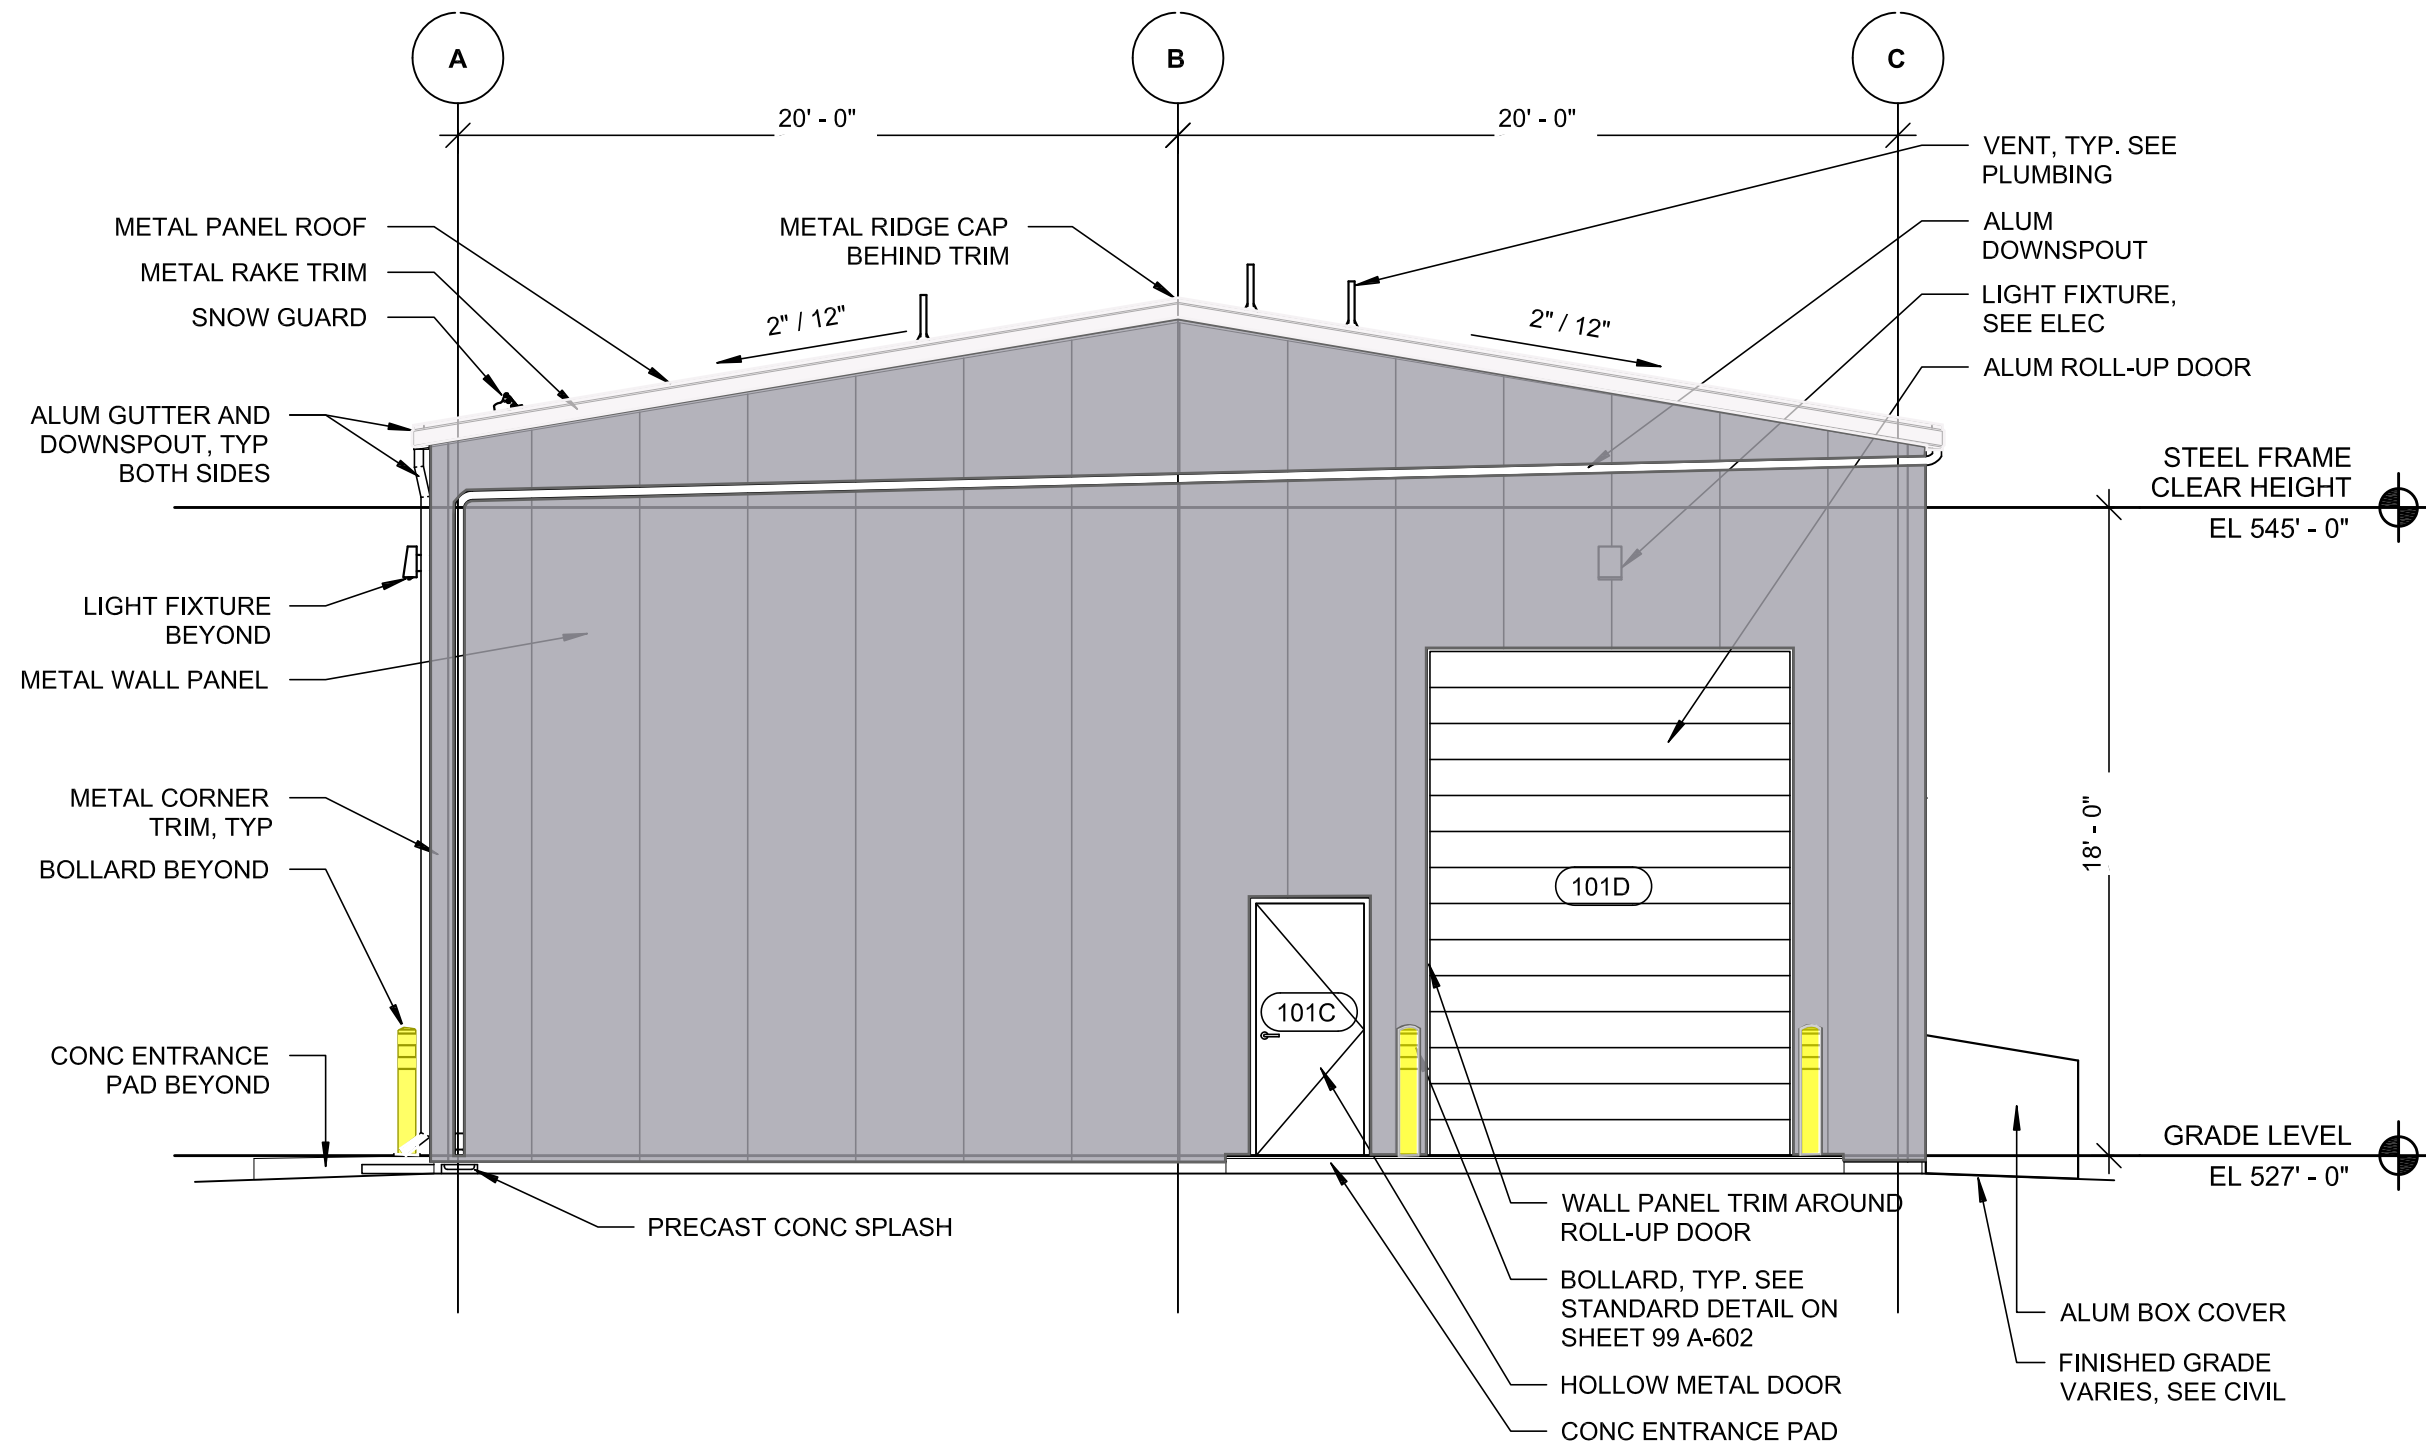 A
B
C
20' - 0"
20' - 0"
VENT, TYP. SEE
PLUMBING
METAL PANEL ROOF
METAL RIDGE CAP
BEHIND TRIM
ALUM
DOWNSPOUT
METAL RAKE TRIM
SNOW GUARD
2" / 12"
2" / 12"
LIGHT FIXTURE,
SEE ELEC
ALUM ROLL-UP DOOR
ALUM GUTTER AND
DOWNSPOUT, TYP
BOTH SIDES
STEEL FRAME
CLEAR HEIGHT
EL 545' - 0"
LIGHT FIXTURE
BEYOND
METAL WALL PANEL
METAL CORNER
TRIM, TYP
18' - 0"
BOLLARD BEYOND
101D
101C
CONC ENTRANCE
PAD BEYOND
GRADE LEVEL
EL 527' - 0"
PRECAST CONC SPLASH
WALL PANEL TRIM AROUND
ROLL-UP DOOR
BOLLARD, TYP. SEE
STANDARD DETAIL ON
SHEET 99 A-602
ALUM BOX COVER
HOLLOW METAL DOOR
FINISHED GRADE
VARIES, SEE CIVIL
CONC ENTRANCE PAD